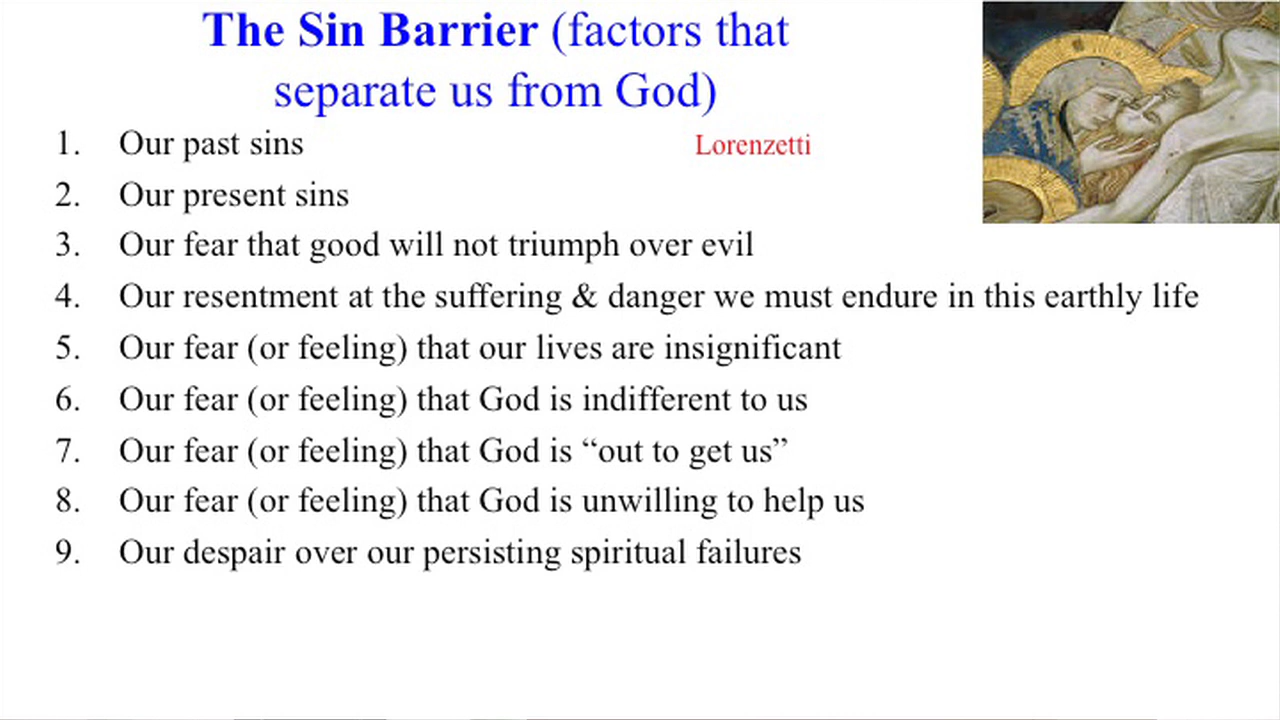 The Sin Barrier (factors that
separate us from God)
1. Our past sins
Lorenzetti
2. Our present sins
3. Our fear that good will not triumph over evil
4. Our resentment at the suffering & danger we must endure in this earthly life
5. Our fear (or feeling) that our lives are insignificant
6. Our fear (or feeling) that God is indifferent to us
7. Our fear (or feeling) that God is “out to get us”
8. Our fear (or feeling) that God is unwilling to help us
9. Our despair over our persisting spiritual failures